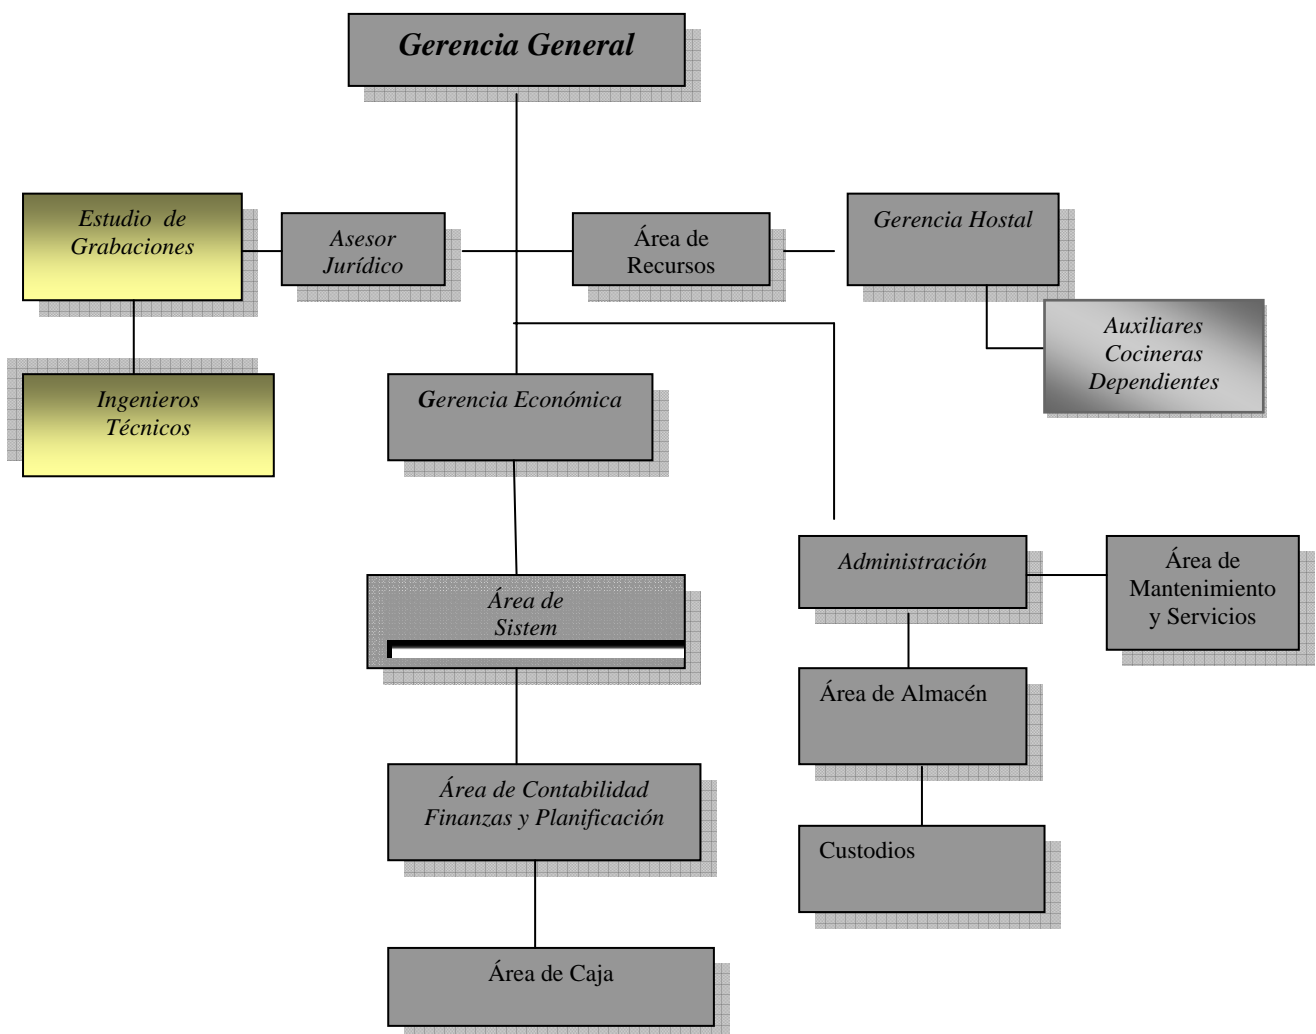 Gerencia General
Estudio de
Grabaciones
Asesor
Jurídico
Área de
Recursos
Gerencia Hostal
Auxiliares
Cocineras
Dependientes
Ingenieros
Técnicos
Gerencia Económica
Área de
Sistem
Administración
Área de
Mantenimiento
y Servicios
Área de Almacén
Área de Contabilidad
Finanzas y Planificación
Custodios
Área de Caja